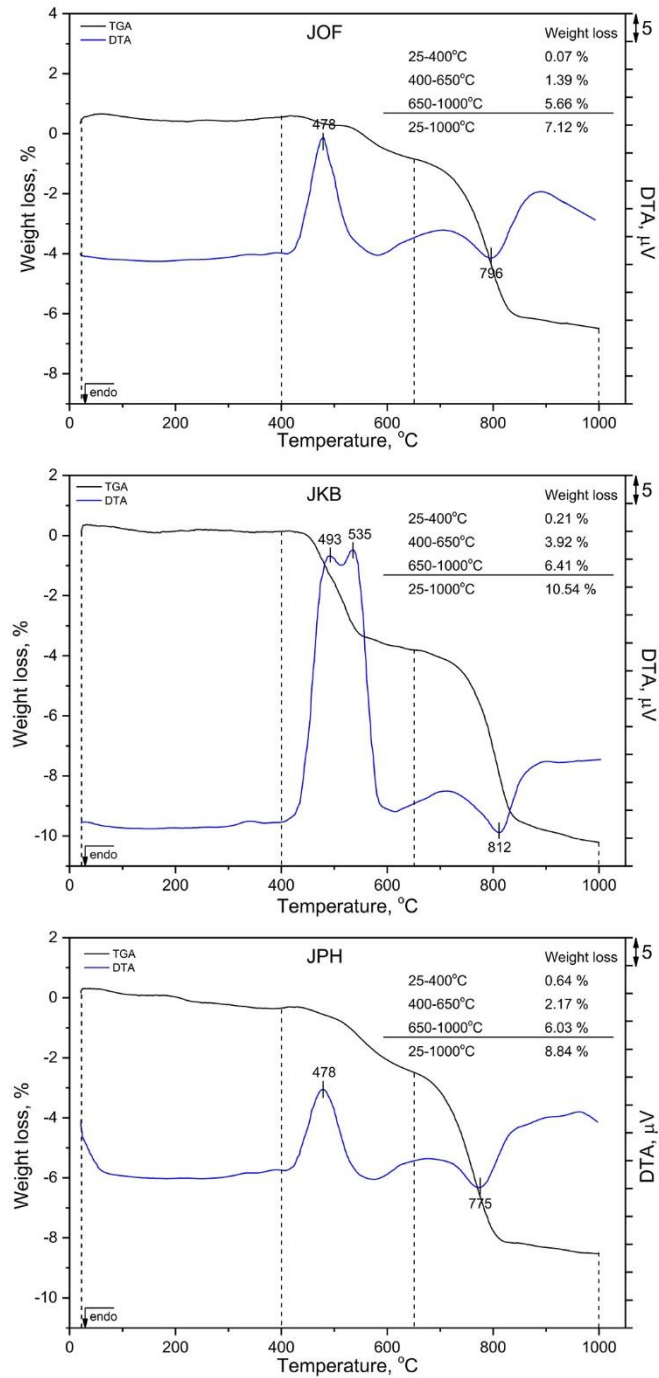 JOF
TGA
DTA
Weight loss
25-400°C 0.07 %
400-650°C 1.39 %
650-1000°C 5.66 %
25-1000°C 7.12 %
5
4
2
0
-2
-4
-6
-8
Weight loss, %
478
796
endo
DTA, μV
0 200 400 600 800 1000
Temperature, °C
JKB
TGA
DTA
Weight loss
25-400°C 0.21 %
400-650°C 3.92 %
650-1000°C 6.41 %
25-1000°C 10.54 %
5
2
0
-2
-4
-6
-8
-10
Weight loss, %
493 535
812
endo
DTA, μV
0 200 400 600 800 1000
Temperature, °C
JPH
TGA
DTA
Weight loss
25-400°C 0.64 %
400-650°C 2.17 %
650-1000°C 6.03 %
25-1000°C 8.84 %
5
2
0
-2
-4
-6
-8
-10
Weight loss, %
478
775
endo
DTA, μV
0 200 400 600 800 1000
Temperature, °C